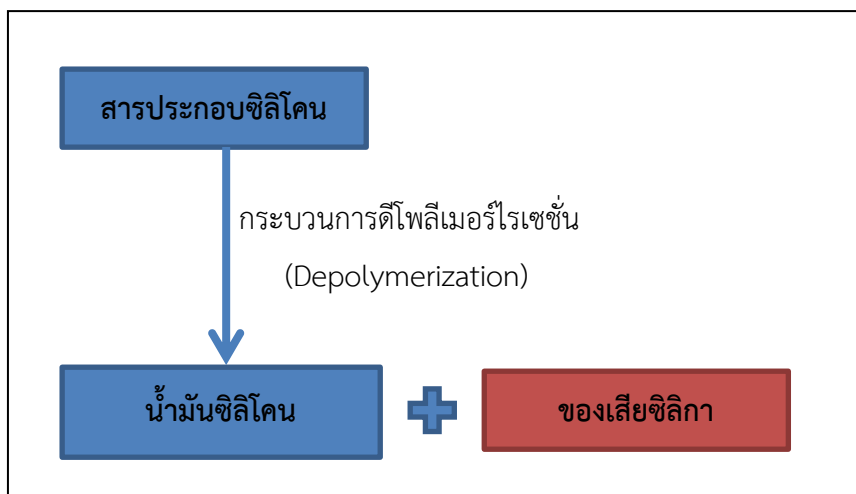 สารประกอบซิลิโคน
กระบวนการดีโพลีเมอร์ไรเซชั่น
(Depolymerization)
น้ำมันซิลิโคน
ของเสียซิลิกา